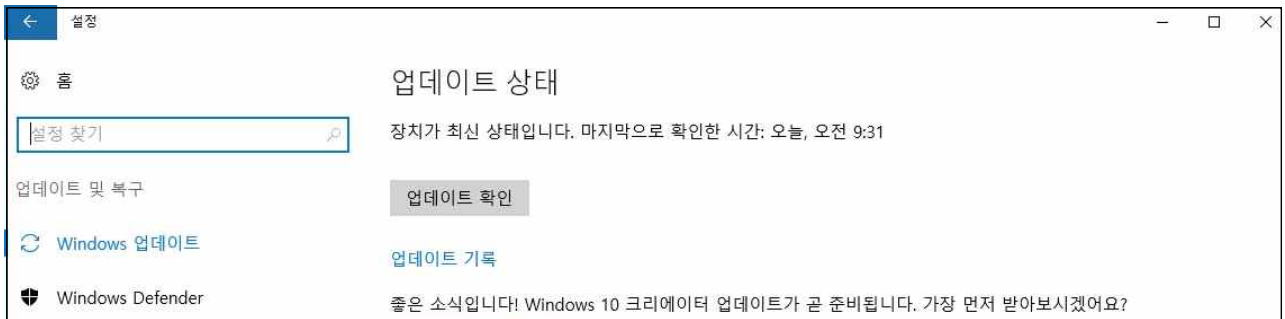 설정
홈
설정 찾기
업데이트 및 복구
Windows 업데이트
Windows Defender
업데이트 상태
장치가 최신 상태입니다. 마지막으로 확인한 시간: 오늘, 오전 9:31
업데이트 확인
업데이트 기록
좋은 소식입니다! Windows 10 크리에이터 업데이트가 곧 준비됩니다. 가장 먼저 받아보시겠어요?